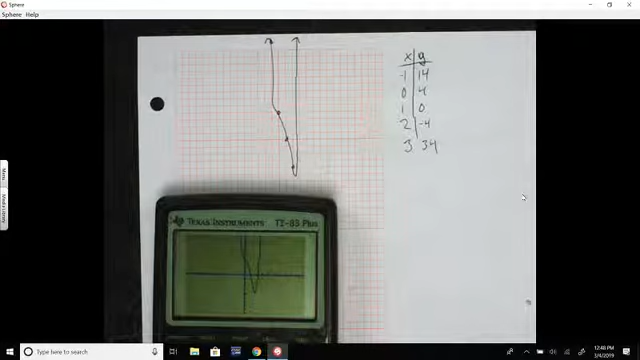 Sphere
Sphere Help
x y
-1 14
0 4
1 0
2 -4
3 34
TEXAS INSTRUMENTS TI-83 Plus
Type here to search
12:48 PM
3/4/2019